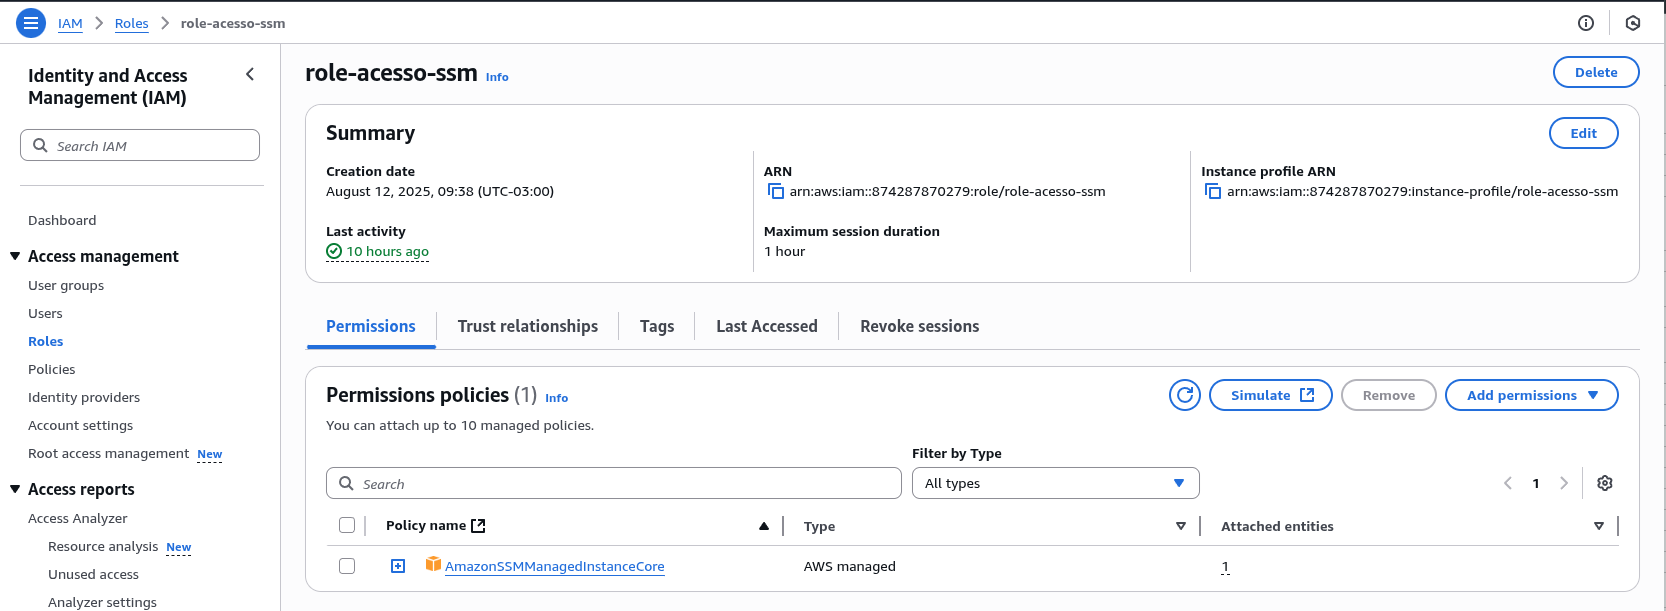 IAM > Roles > role-acesso-ssm
Identity and Access
Management (IAM)
Search IAM
Dashboard
Access management
User groups
Users
Roles
Policies
Identity providers
Account settings
Root access management New
Access reports
Access Analyzer
Resource analysis New
Unused access
Analyzer settings
role-acesso-ssm Info
Delete
Summary
Edit
Creation date
August 12, 2025, 09:38 (UTC-03:00)
ARN
arn:aws:iam::874287870279:role/role-acesso-ssm
Instance profile ARN
arn:aws:iam::874287870279:instance-profile/role-acesso-ssm
Last activity
10 hours ago
Maximum session duration
1 hour
Permissions
Trust relationships
Tags
Last Accessed
Revoke sessions
Permissions policies (1) Info
Simulate
Remove
Add permissions
You can attach up to 10 managed policies.
Filter by Type
Search
All types
1
Policy name
Type
Attached entities
AmazonSSMManagedInstanceCore
AWS managed
1